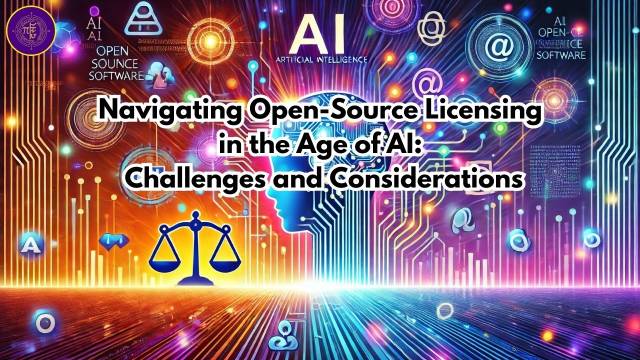 AI
AI
OPEN
SOUNCE
SOFTWARE
AI
ARTIFICIAL INTELLIGENCE
AI
OPEN-
SOFTWARE
@
@
Navigating Open-Source Licensing
in the Age of AI:
Challenges and Considerations
A